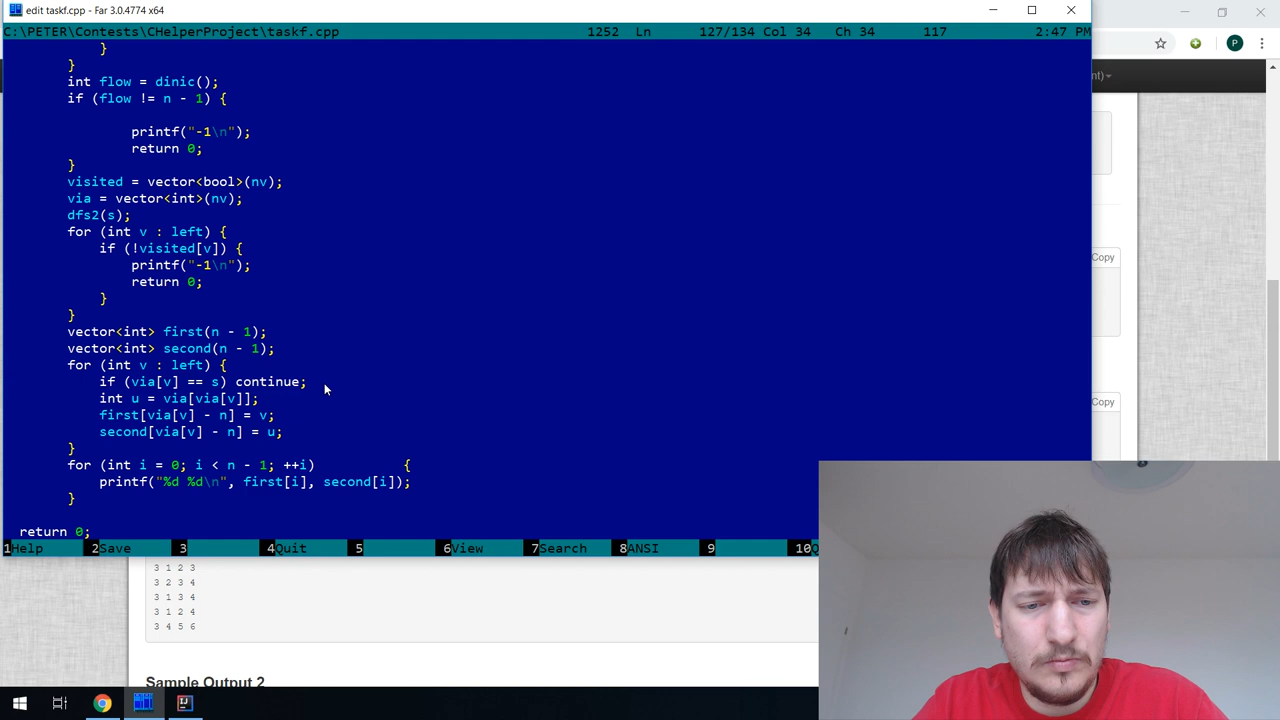 edit taskf.cpp - Far 3.0.4774 x64
C:\PETER\Contests\CHelperProject\taskf.cpp 1252 Ln 127/134 Col 34 Ch 34 117 2:47 PM
}
}
int flow = dinic();
if (flow != n - 1) {
printf("-1\n");
return 0;
}
visited = vector<bool>(nv);
via = vector<int>(nv);
dfs2(s);
for (int v : left) {
if (!visited[v]) {
printf("-1\n");
return 0;
}
}
vector<int> first(n - 1);
vector<int> second(n - 1);
for (int v : left) {
if (via[v] == s) continue;
int u = via[via[v]];
first[via[v] - n] = v;
second[via[v] - n] = u;
}
for (int i = 0; i < n - 1; ++i) {
printf("%d %d\n", first[i], second[i]);
}
return 0;
1Help 2Save 3 4Quit 5 6View 7Search 8ANSI 9 10
P
nt)
Copy
Copy
3 1 2 3
3 2 3 4
3 1 3 4
3 1 2 4
3 4 5 6
Sample Output 2